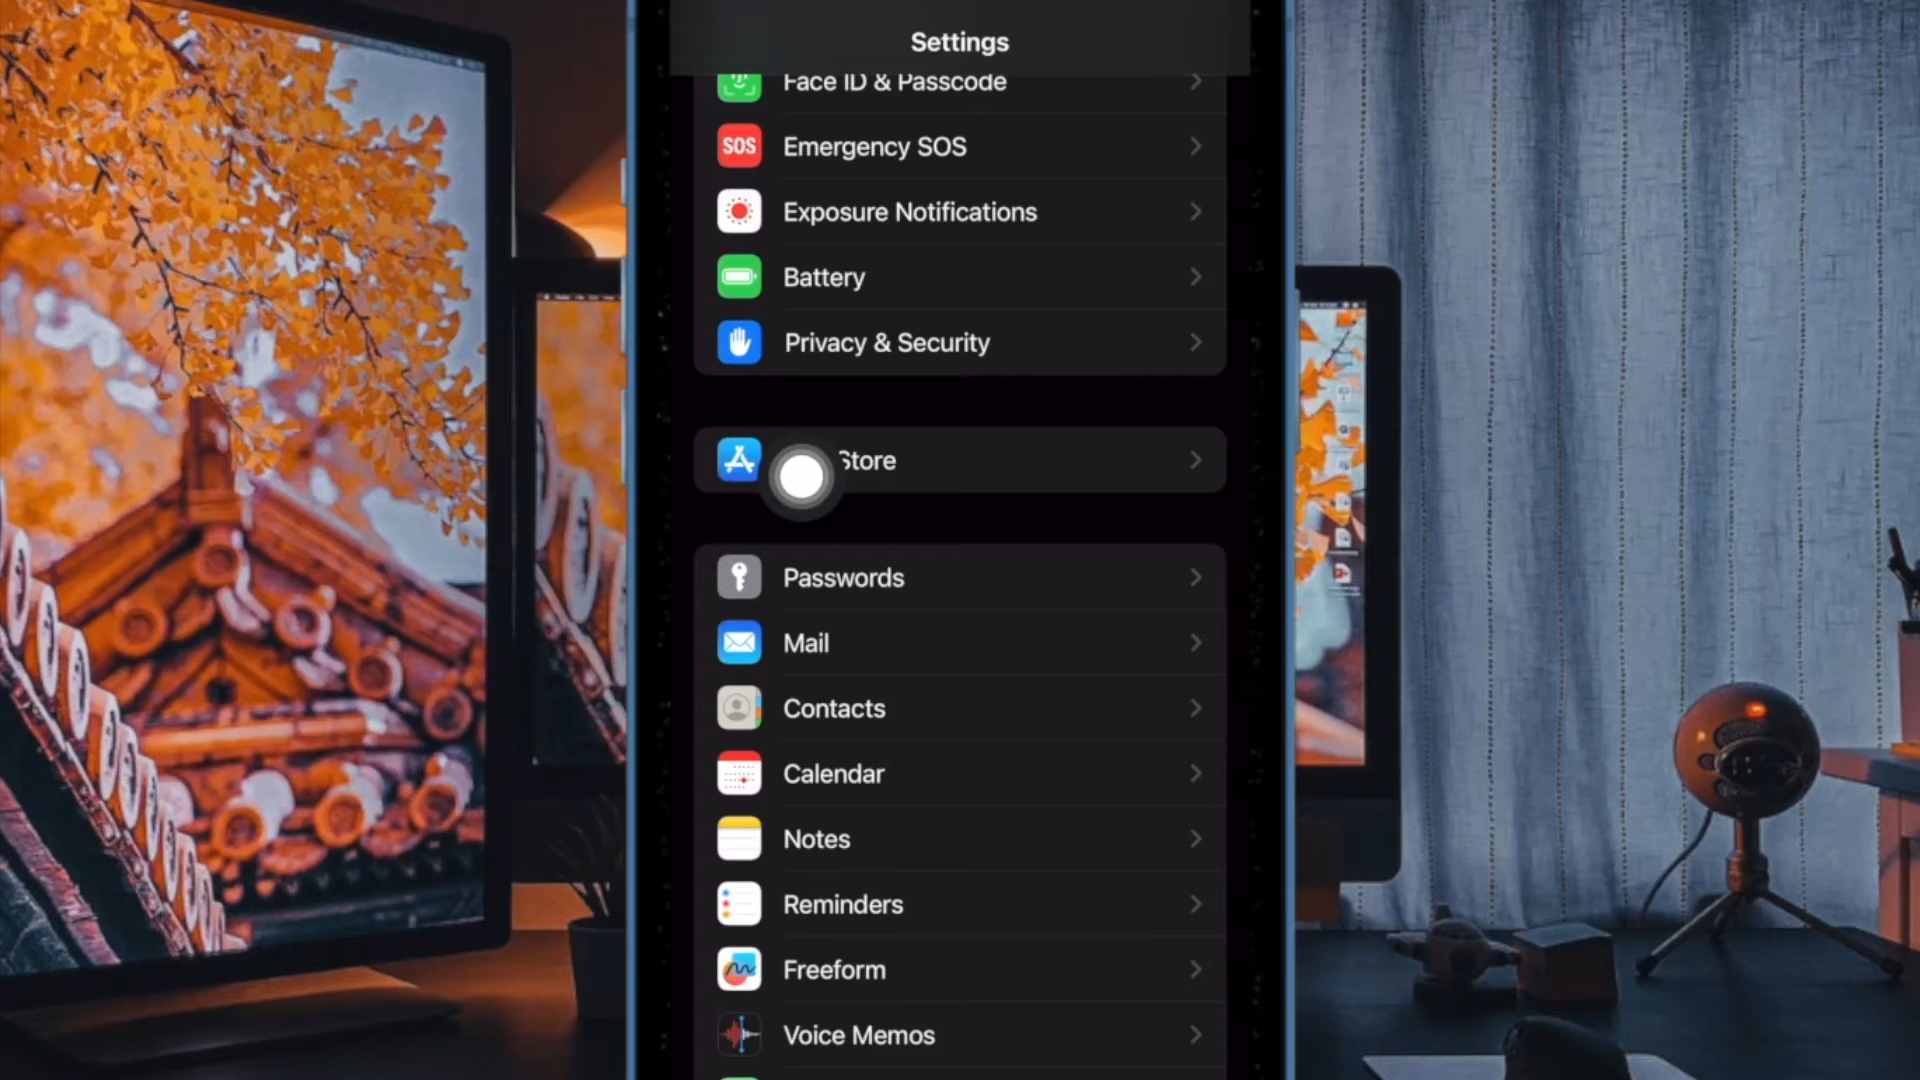 Settings
Face ID & Passcode
SOS Emergency SOS
Exposure Notifications
Battery
Privacy & Security
Store
Passwords
Mail
Contacts
Calendar
Notes
Reminders
Freeform
Voice Memos